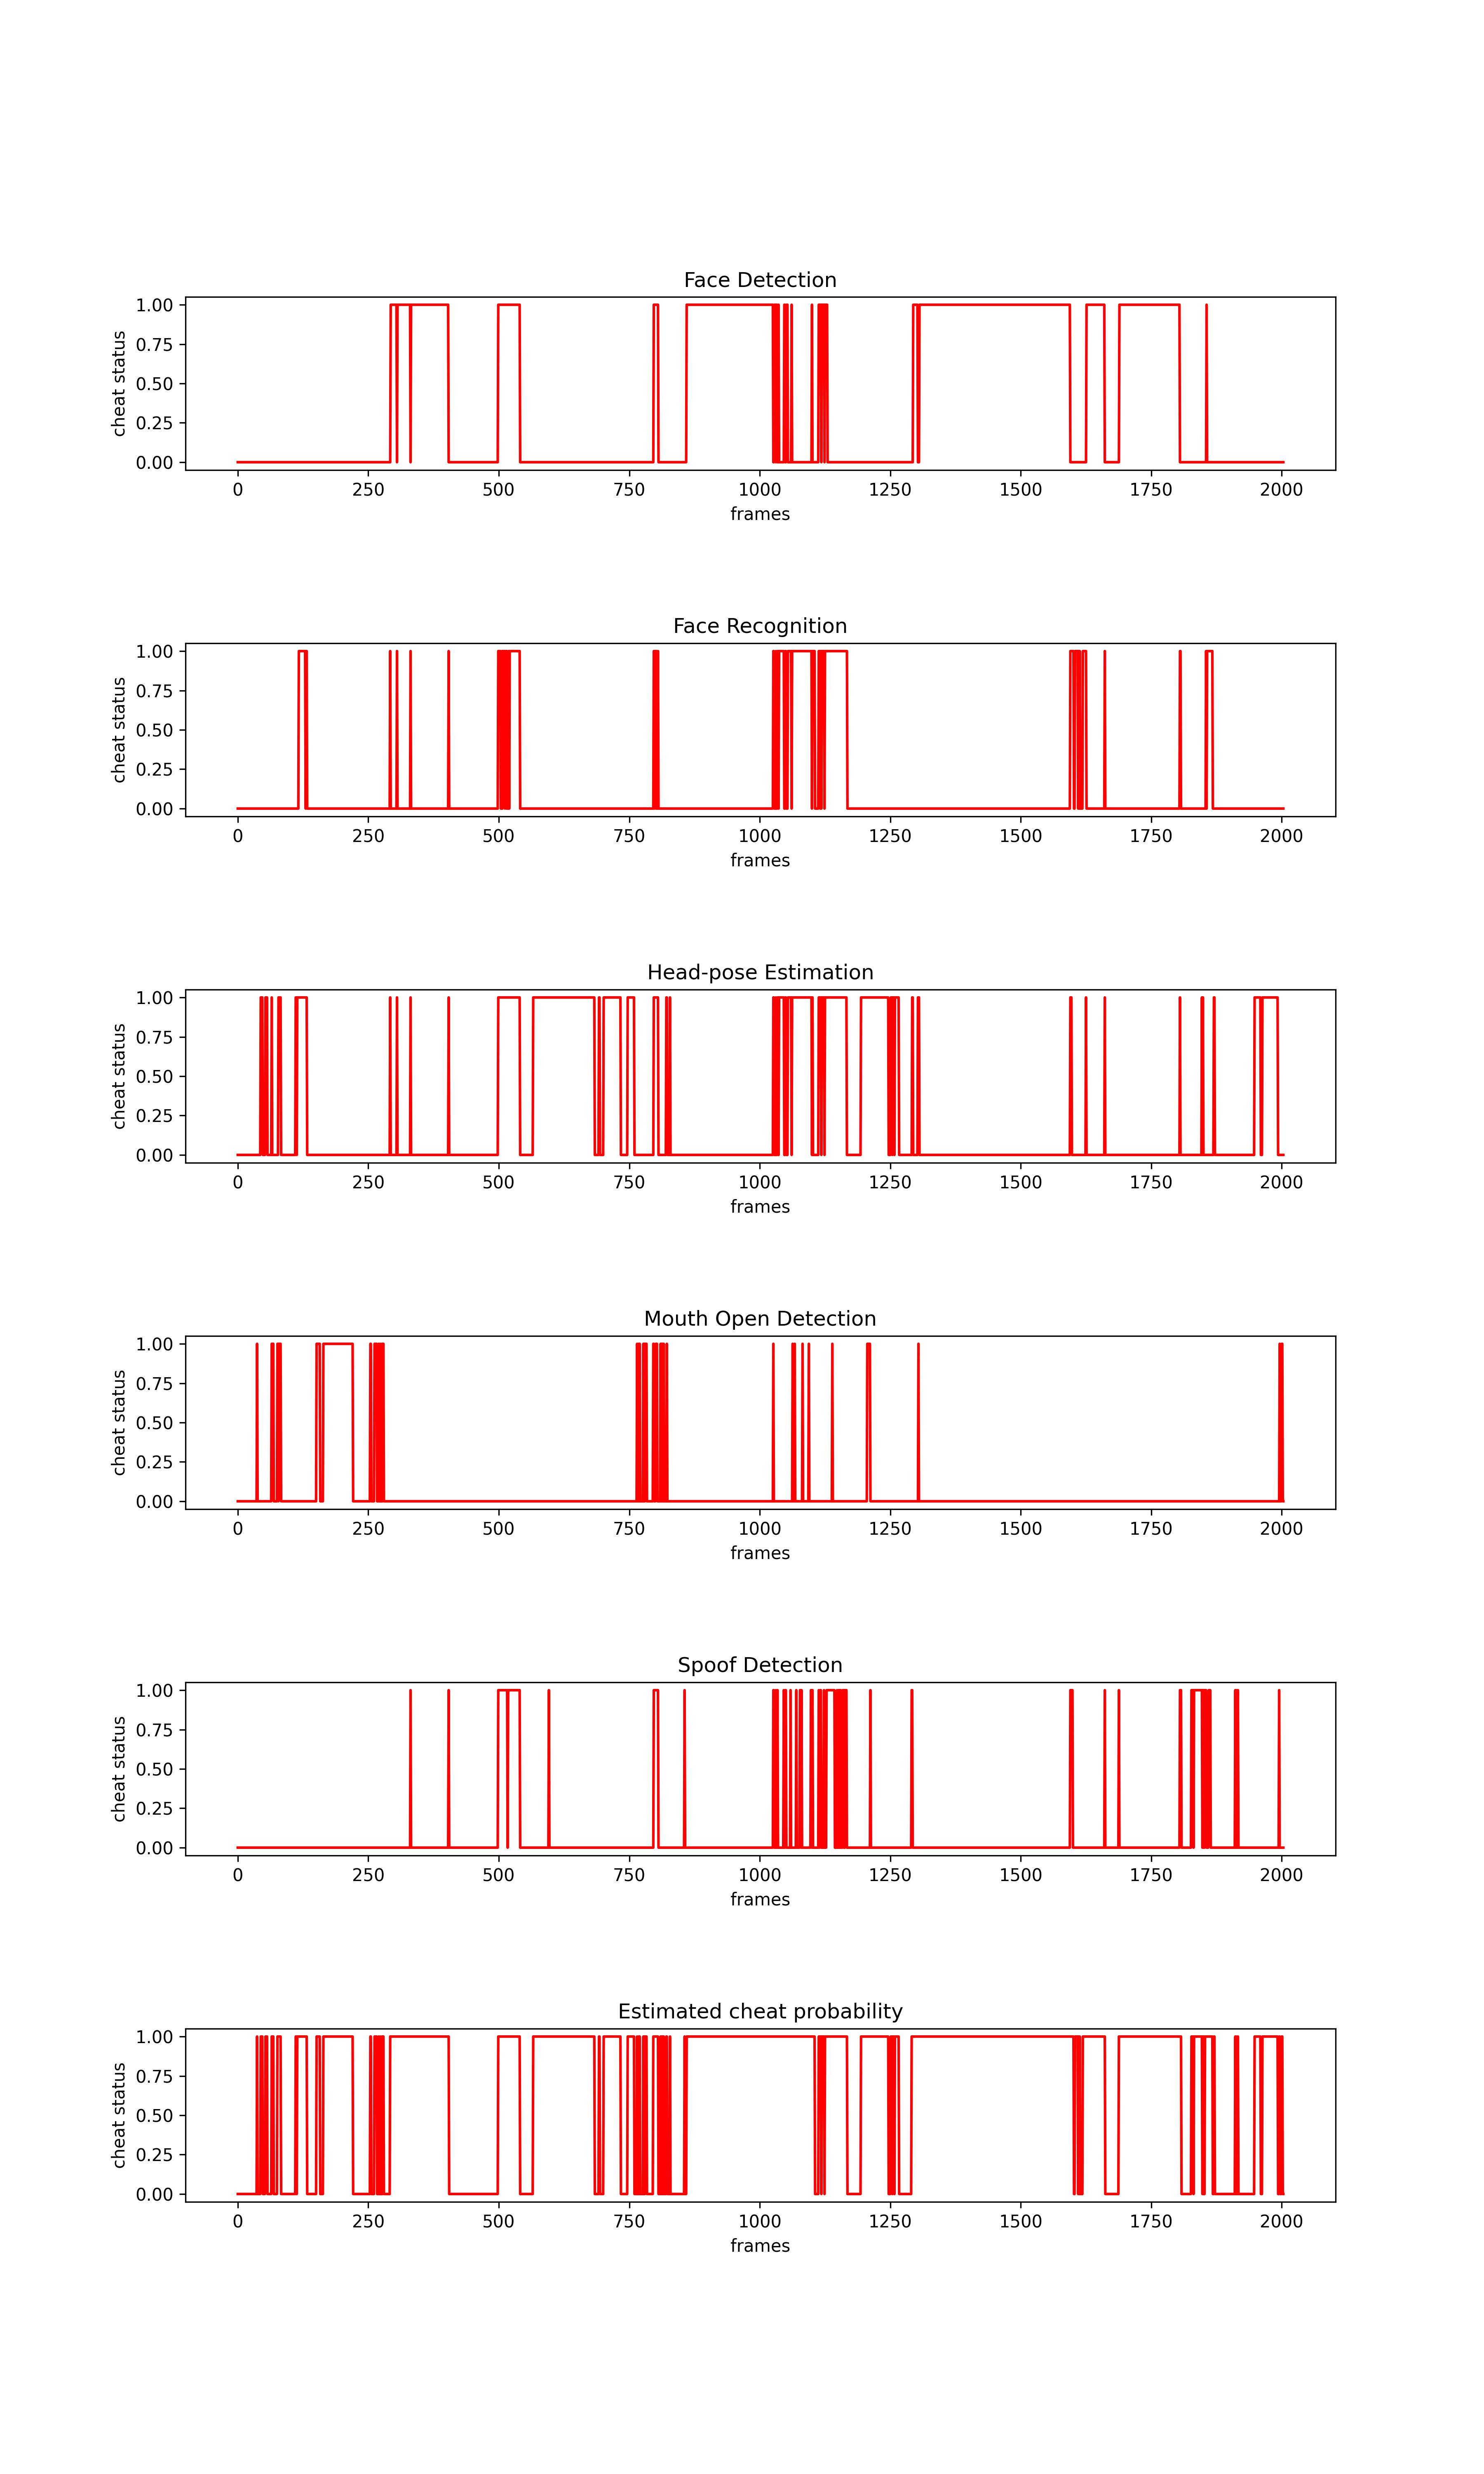 Face Detection
1.00
0.75
0.50
0.25
0.00
cheat status
0 250 500 750 1000 1250 1500 1750 2000
frames
Face Recognition
1.00
0.75
0.50
0.25
0.00
cheat status
0 250 500 750 1000 1250 1500 1750 2000
frames
Head-pose Estimation
1.00
0.75
0.50
0.25
0.00
cheat status
0 250 500 750 1000 1250 1500 1750 2000
frames
Mouth Open Detection
1.00
0.75
0.50
0.25
0.00
cheat status
0 250 500 750 1000 1250 1500 1750 2000
frames
Spoof Detection
1.00
0.75
0.50
0.25
0.00
cheat status
0 250 500 750 1000 1250 1500 1750 2000
frames
Estimated cheat probability
1.00
0.75
0.50
0.25
0.00
cheat status
0 250 500 750 1000 1250 1500 1750 2000
frames